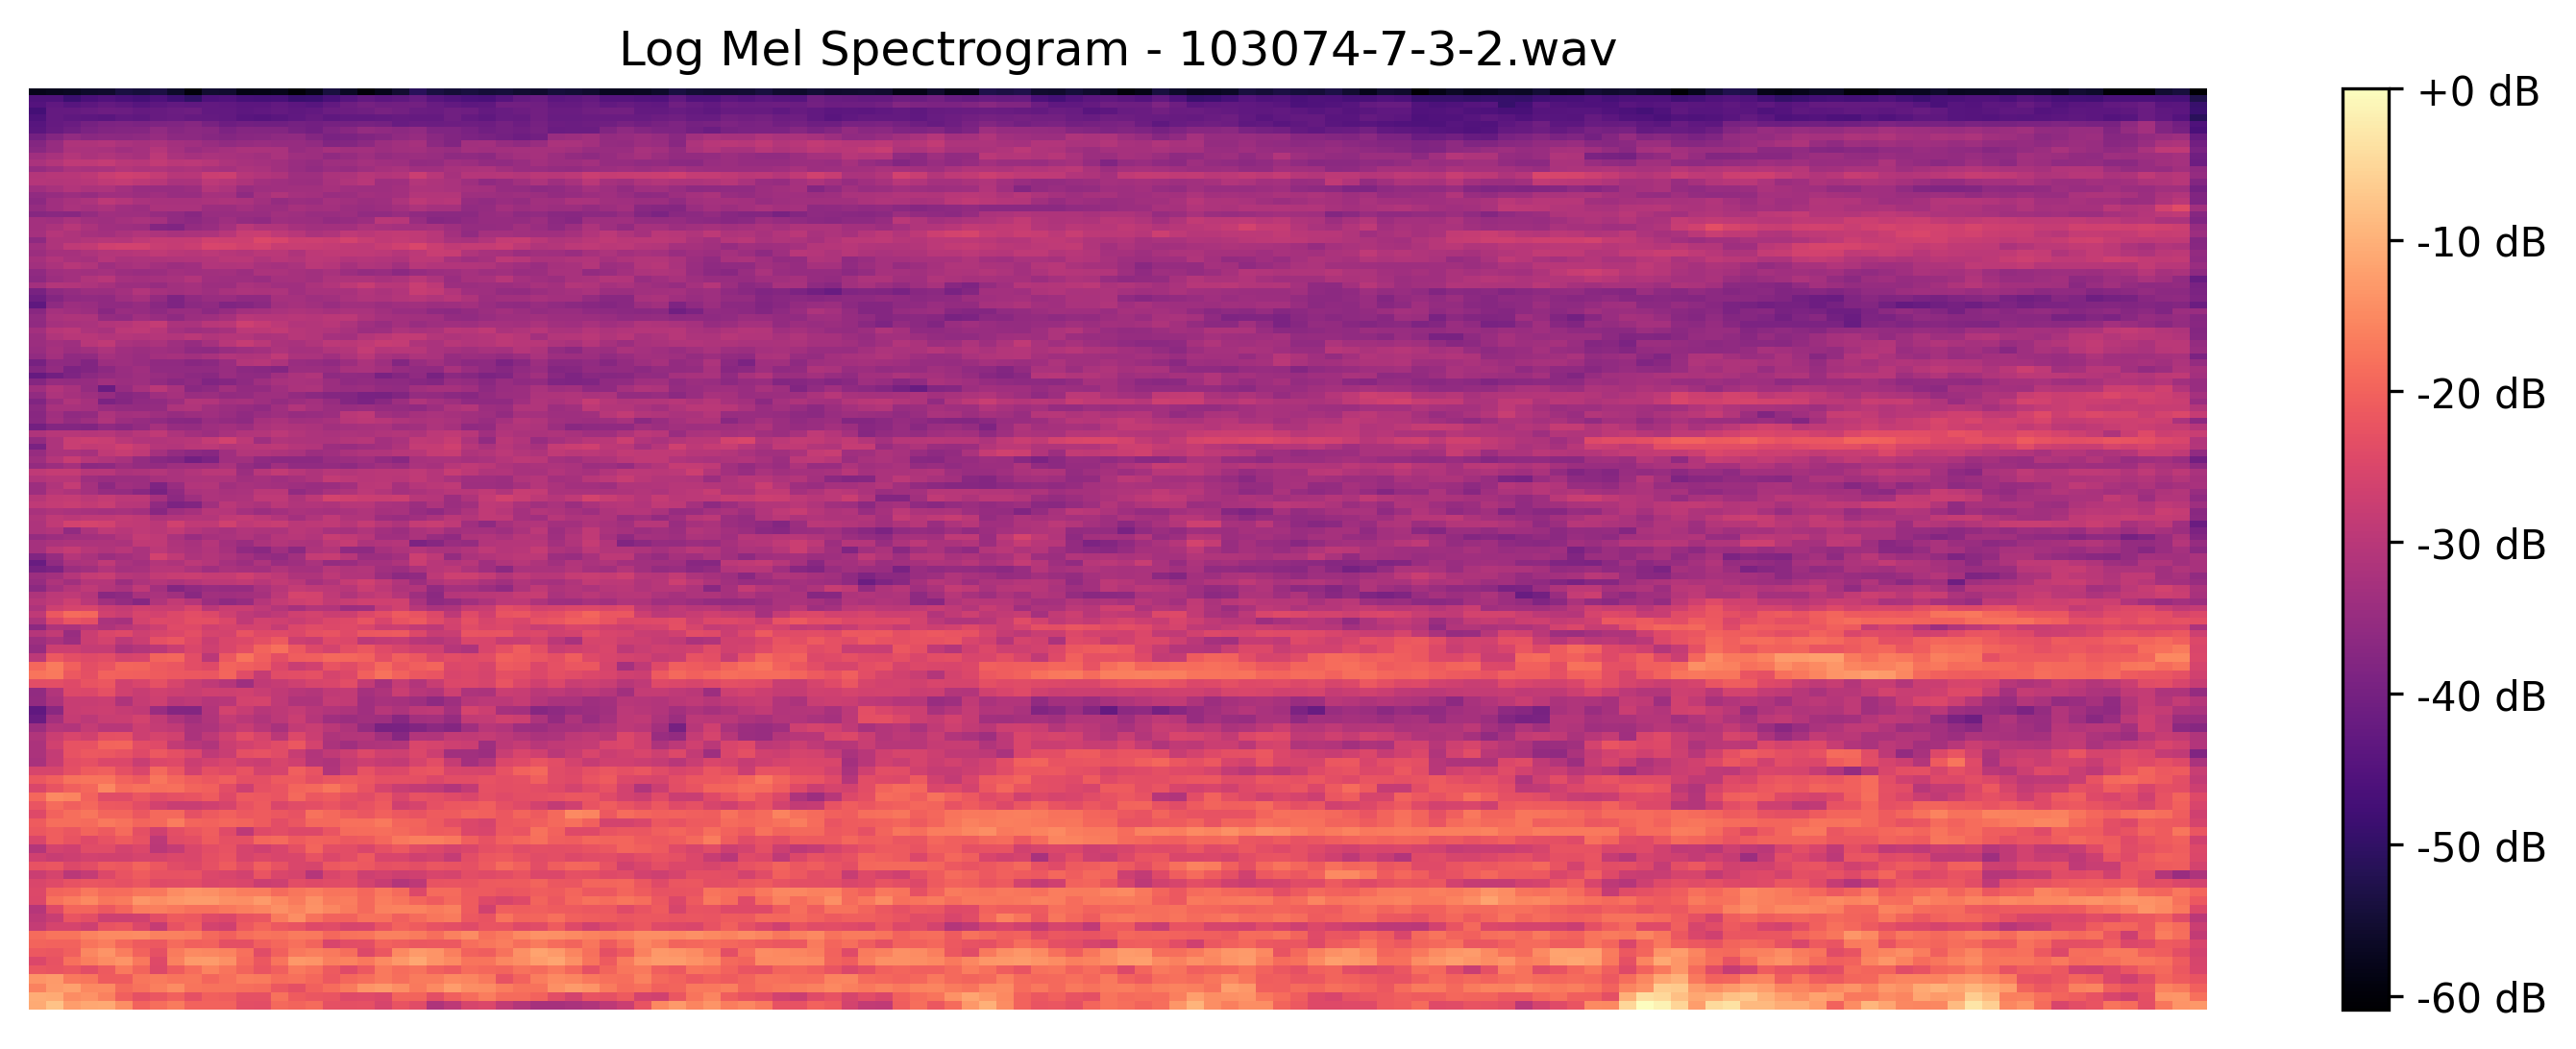 Log Mel Spectrogram - 103074-7-3-2.wav
+0 dB
-10 dB
-20 dB
-30 dB
-40 dB
-50 dB
-60 dB